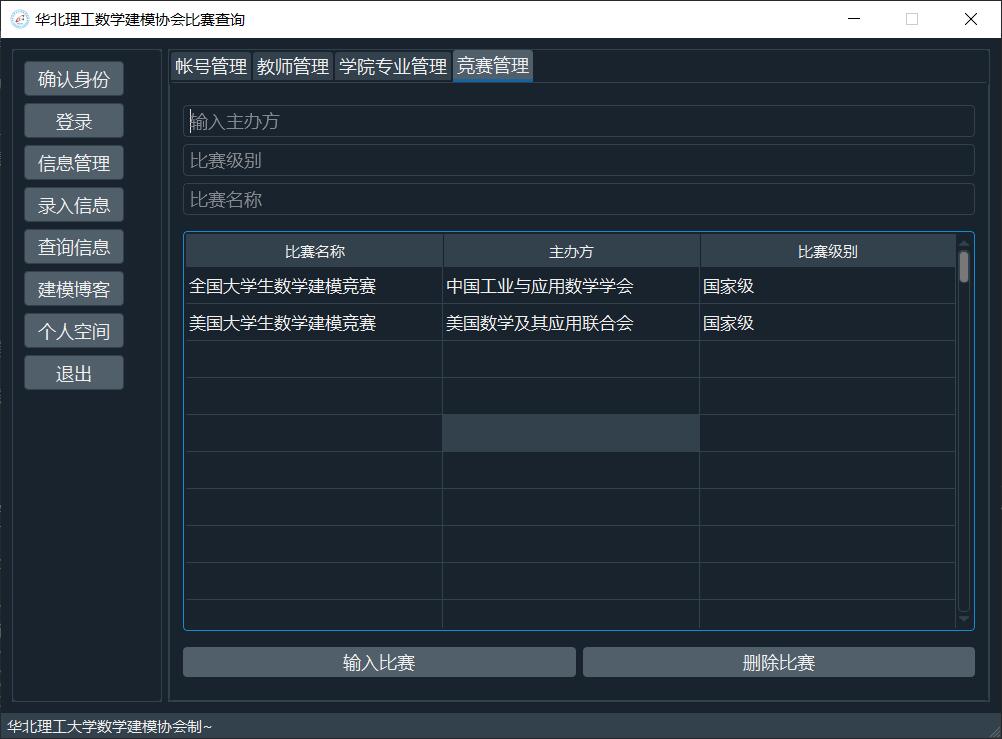 华北理工数学建模协会比赛查询
确认身份
登录
信息管理
录入信息
查询信息
建模博客
个人空间
退出
帐号管理 教师管理 学院专业管理 竞赛管理
输入主办方
比赛级别
比赛名称
比赛名称 主办方 比赛级别
全国大学生数学建模竞赛 中国工业与应用数学学会 国家级
美国大学生数学建模竞赛 美国数学及其应用联合会 国家级
输入比赛 删除比赛
华北理工大学数学建模协会制~